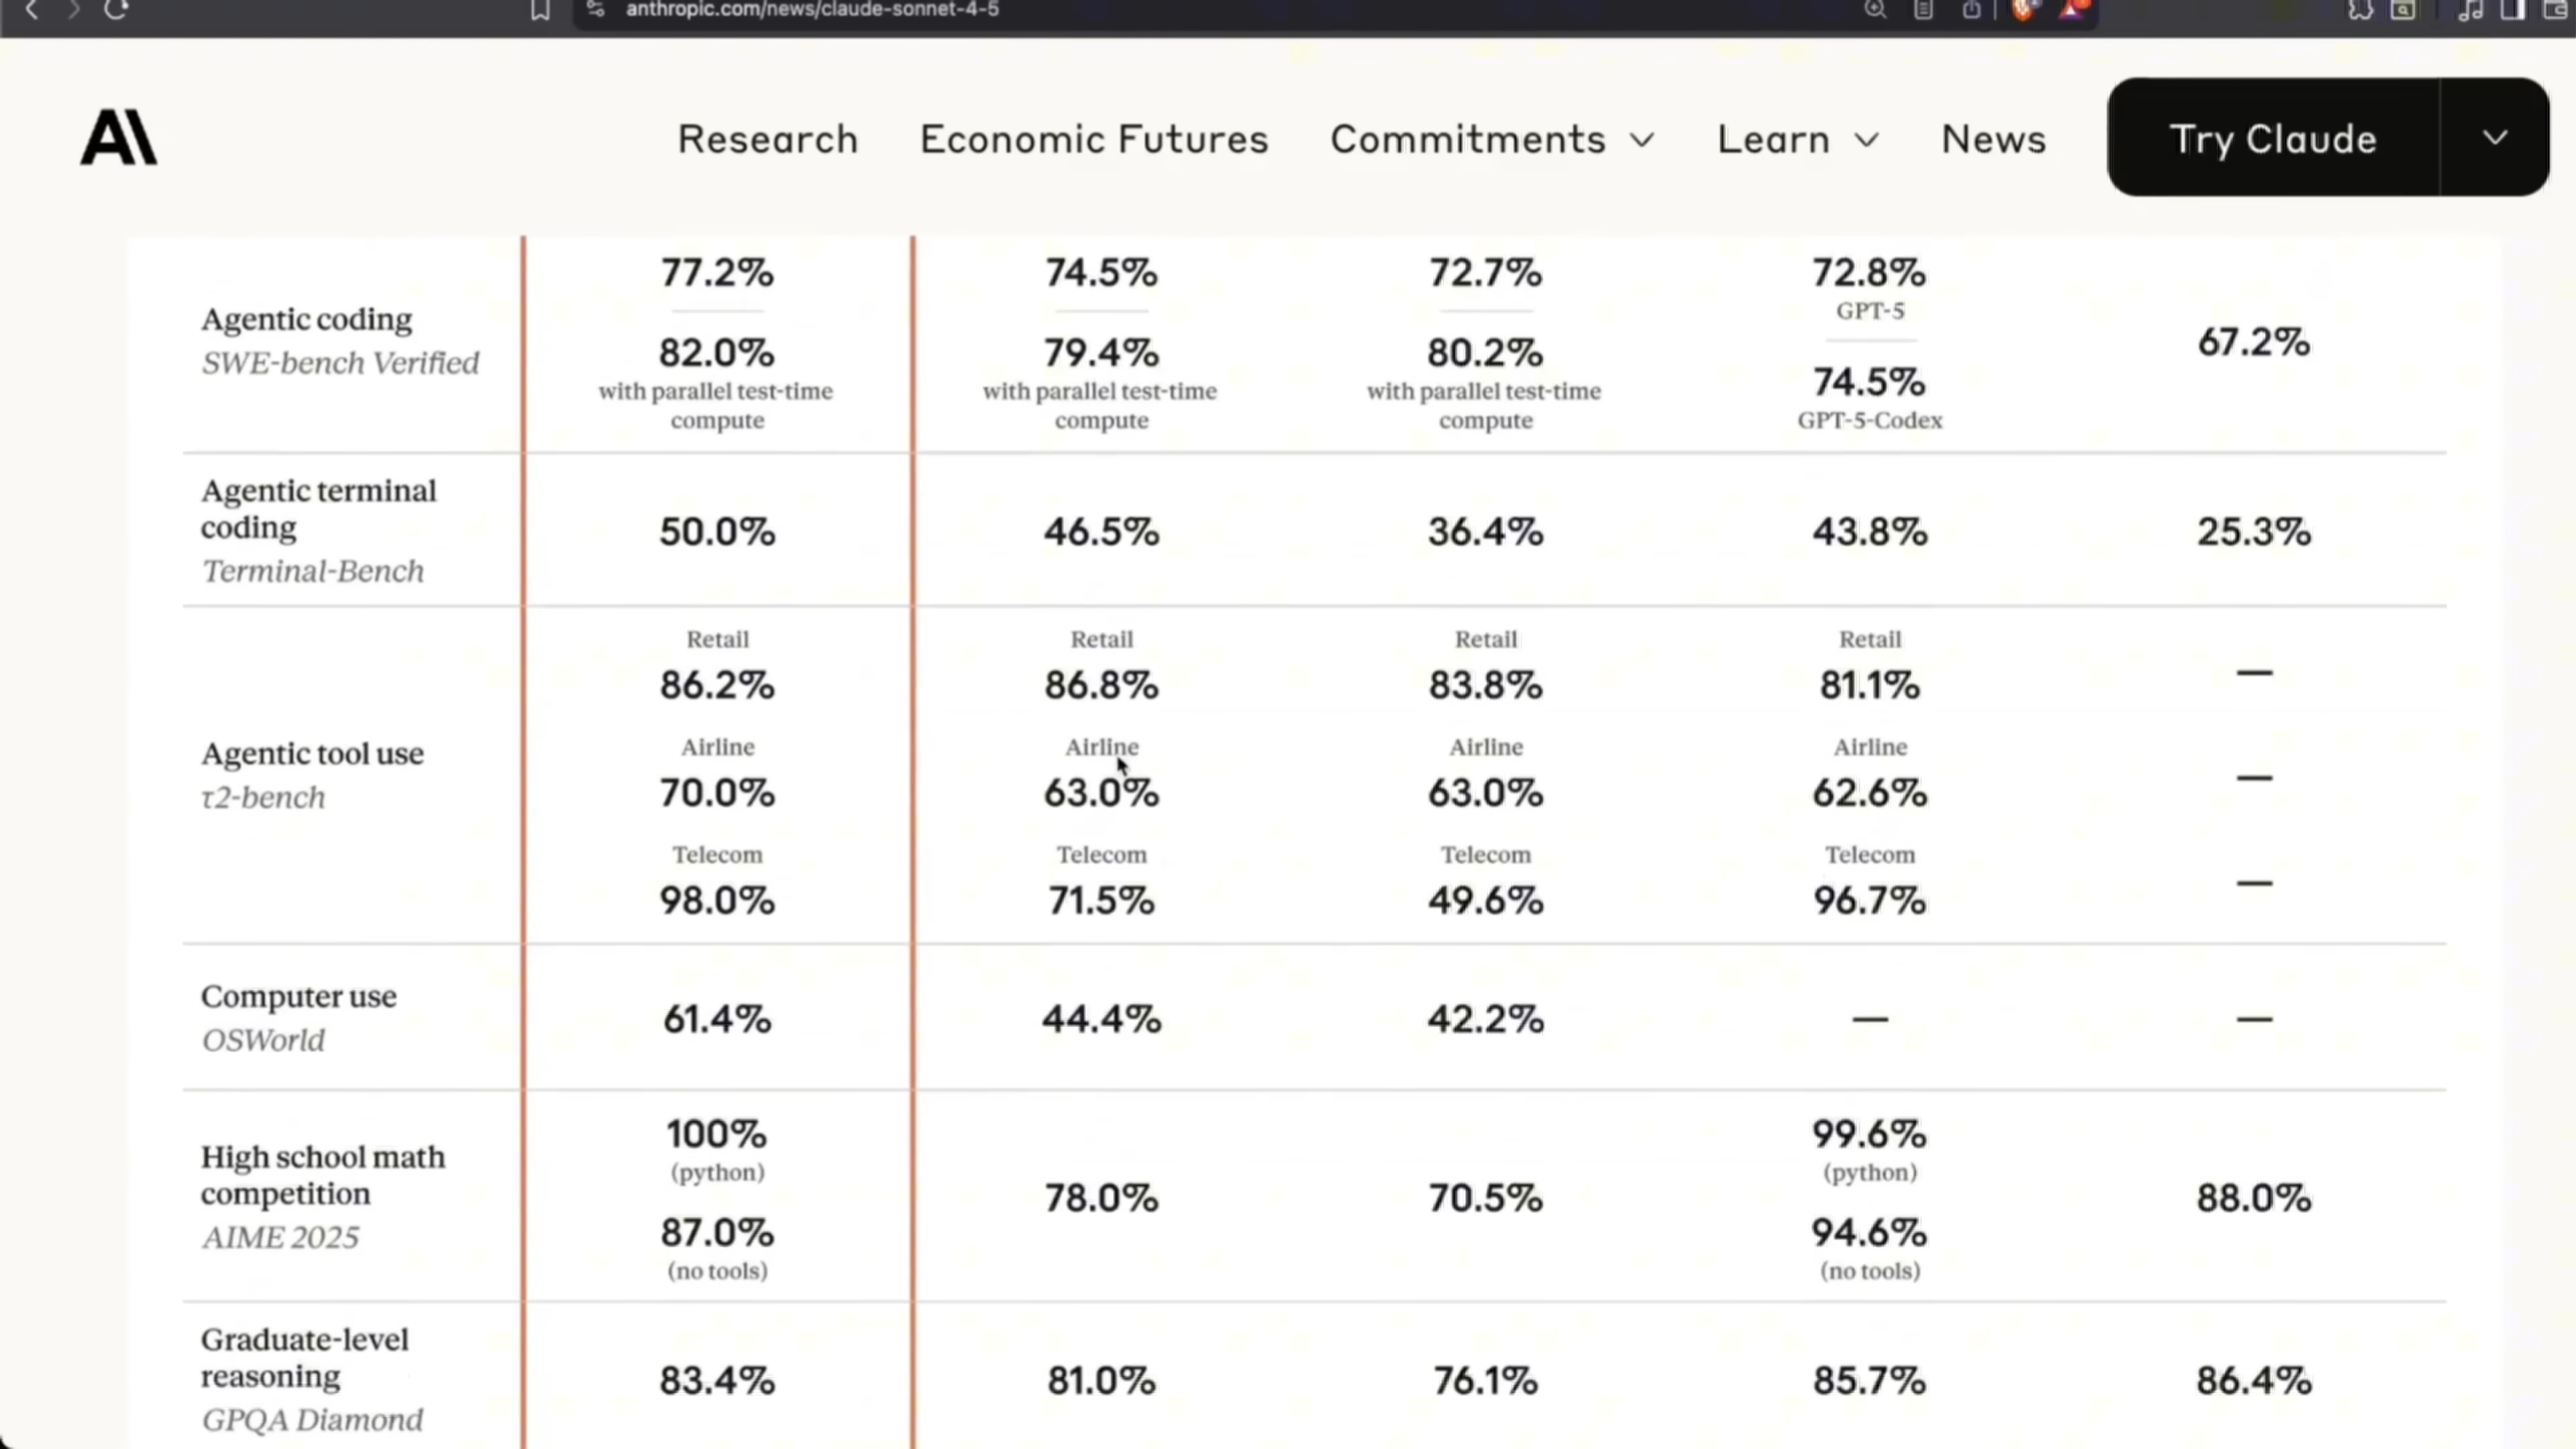 anthropic.com/news/claude-sonnet-4-5
A\
Research Economic Futures Commitments Learn News Try Claude
77.2% 74.5% 72.7% 72.8%
GPT-5
Agentic coding
SWE-bench Verified
82.0% 79.4% 80.2% 67.2%
with parallel test-time compute with parallel test-time compute with parallel test-time compute
74.5%
GPT-5-Codex
Agentic terminal
coding
Terminal-Bench
50.0% 46.5% 36.4% 43.8% 25.3%
Agentic tool use
τ2-bench
Retail Retail Retail Retail
86.2% 86.8% 83.8% 81.1% —
Airline Airline Airline Airline
70.0% 63.0% 63.0% 62.6% —
Telecom Telecom Telecom Telecom
98.0% 71.5% 49.6% 96.7% —
Computer use
OSWorld
61.4% 44.4% 42.2% — —
High school math
competition
AIME 2025
100% 99.6%
(python) (python)
78.0% 70.5% 88.0%
87.0% 94.6%
(no tools) (no tools)
Graduate-level
reasoning
GPQA Diamond
83.4% 81.0% 76.1% 85.7% 86.4%